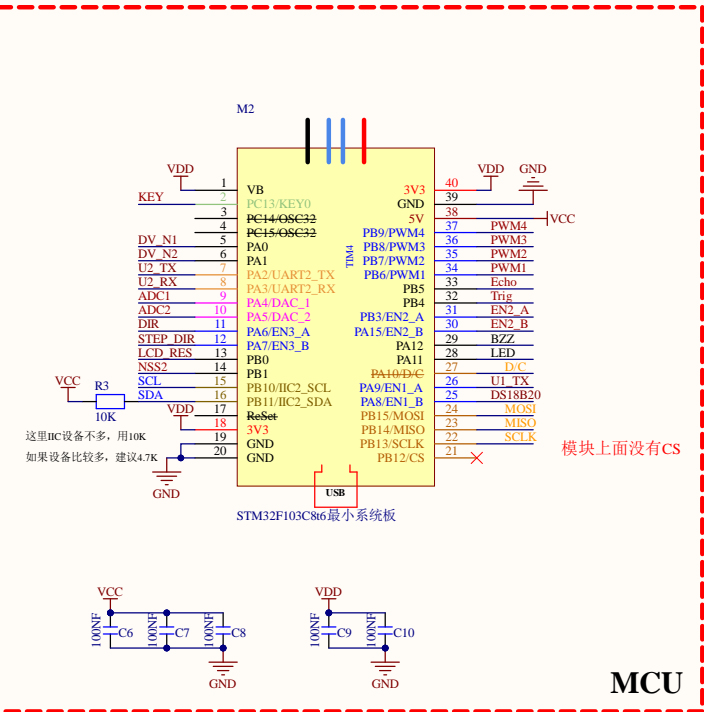 M2
VDD
VDD
GND
1 VB
3V3 40
KEY 2 PC13/KEY0
GND 39
3 PC14/OSC32
5V 38 VCC
4 PC15/OSC32
PB9/PWM4 37 PWM4
DV_N1 5 PA0
PB8/PWM3 36 PWM3
DV_N2 6 PA1
PB7/PWM2 35 PWM2
TIM4
U2_TX 7 PA2/UART2_TX
PB6/PWM1 34 PWM1
U2_RX 8 PA3/UART2_RX
PB5 33 Echo
ADC1 9 PA4/DAC_1
PB4 32 Trig
ADC2 10 PA5/DAC_2
PB3/EN2_A 31 EN2_A
DIR 11 PA6/EN3_A
PA15/EN2_B 30 EN2_B
STEP_DIR 12 PA7/EN3_B
PA12 29 BZZ
LCD_RES 13 PB0
PA11 28 LED
NSS2 14 PB1
PA10/D/C 27 D/C
VCC R3 10K
SCL 15 PB10/IIC2_SCL
PA9/EN1_A 26 U1_TX
SDA 16 PB11/IIC2_SDA
PA8/EN1_B 25 DS18B20
VDD
17 ReSet
PB15/MOSI 24 MOSI
18 3V3
PB14/MISO 23 MISO
19 GND
PB13/SCLK 22 SCLK
20 GND
PB12/CS 21
这里IIC设备不多，用10K
如果设备比较多，建议4.7K
模块上面没有CS
GND
USB
STM32F103C8t6最小系统板
VCC
VDD
100NF C6
100NF C7
100NF C8
100NF C9
100NF C10
GND
GND
MCU